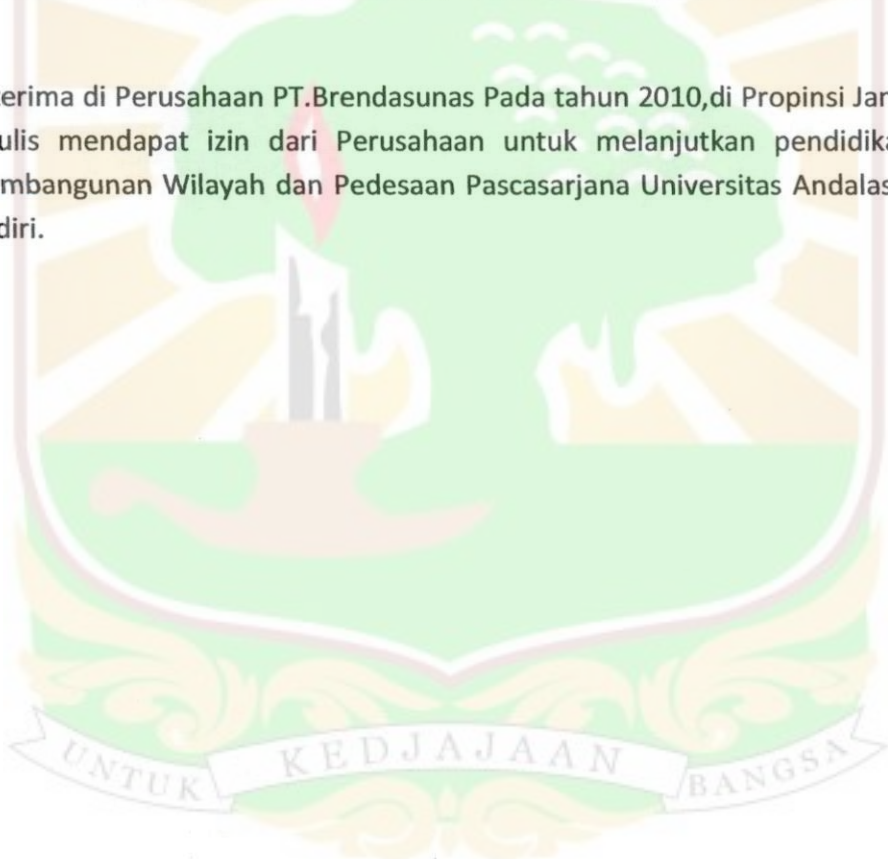 erima di Perusahaan PT.Brendasunas Pada tahun 2010,di Propinsi Jar
ulis mendapat izin dari Perusahaan untuk melanjutkan pendidika
mbangunan Wilayah dan Pedesaan Pascasarjana Universitas Andalas
diri.
UNTUK KEDJAJAAN BANGSA